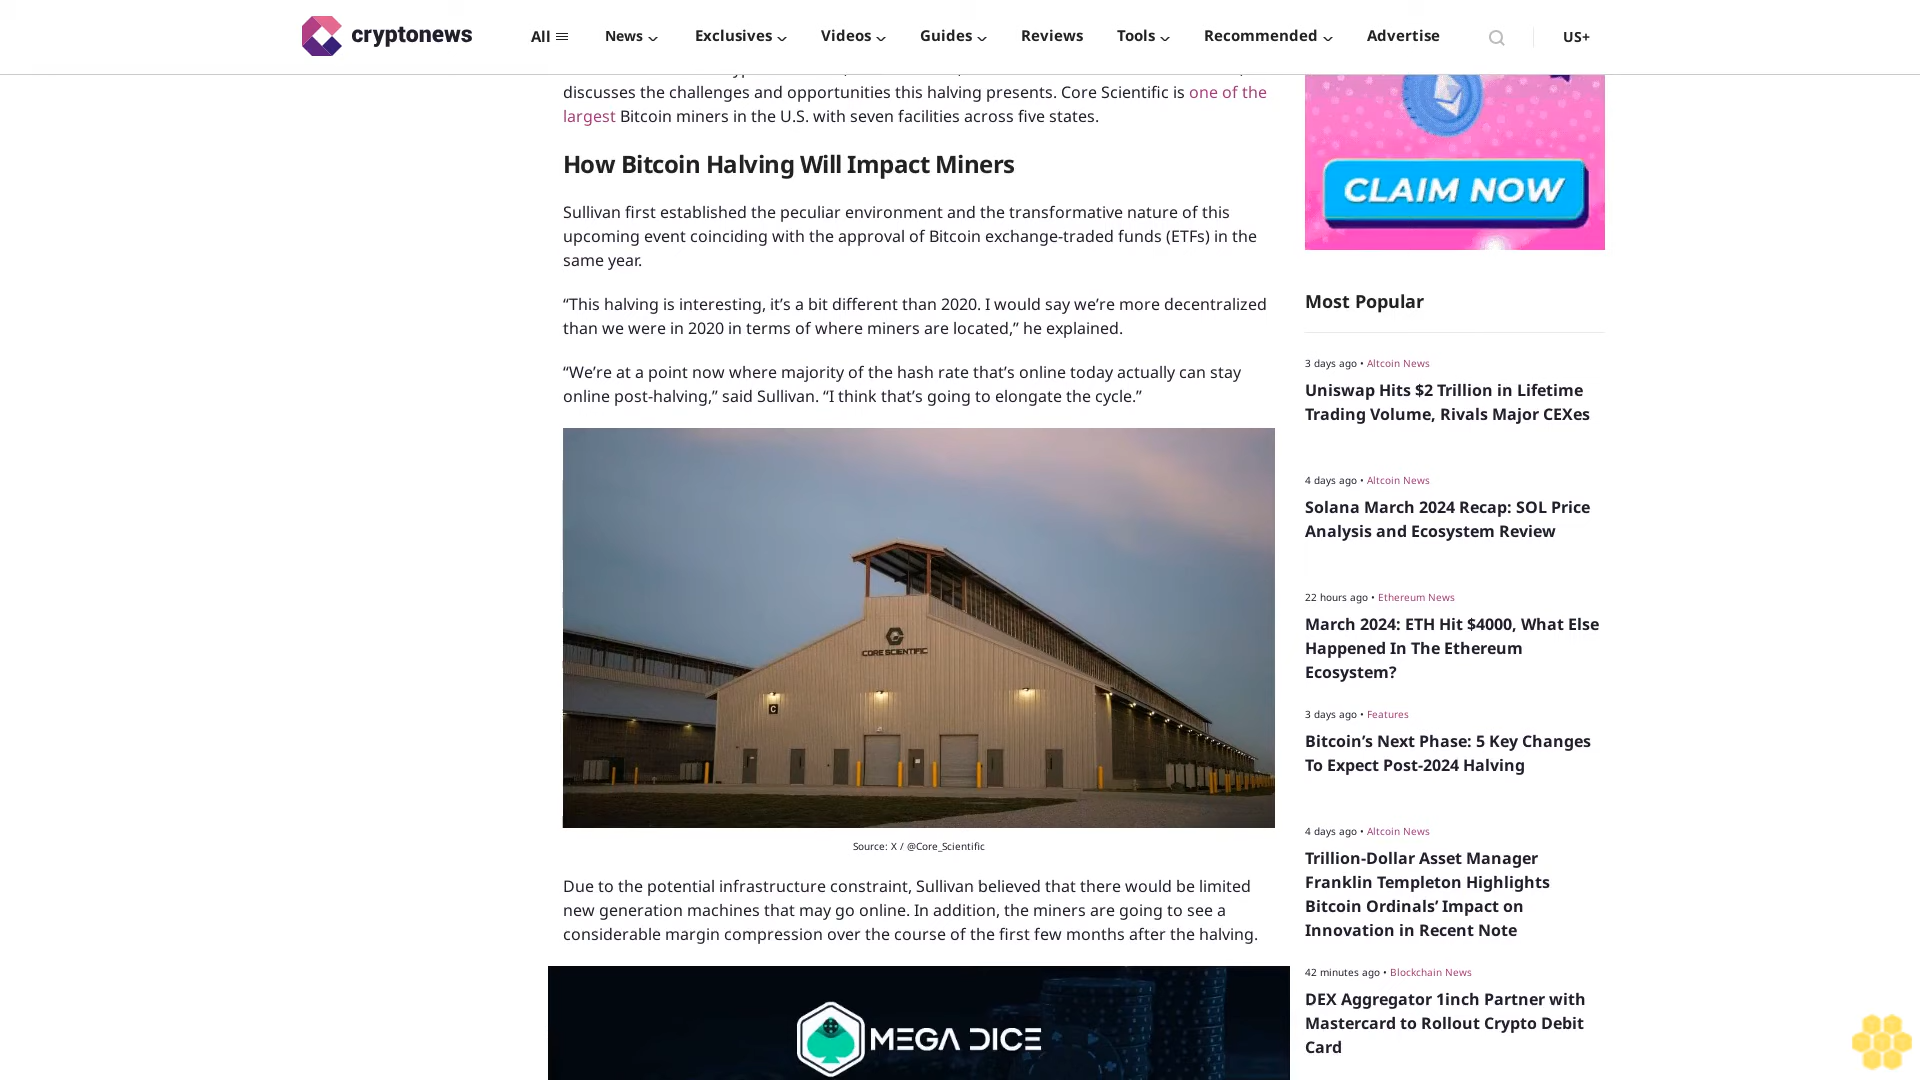 cryptonews
All
News
Exclusives
Videos
Guides
Reviews
Tools
Recommended
Advertise
US+
discusses the challenges and opportunities this halving presents. Core Scientific is one of the
largest Bitcoin miners in the U.S. with seven facilities across five states.
How Bitcoin Halving Will Impact Miners
Sullivan first established the peculiar environment and the transformative nature of this
upcoming event coinciding with the approval of Bitcoin exchange-traded funds (ETFs) in the
same year.
“This halving is interesting, it’s a bit different than 2020. I would say we’re more decentralized
than we were in 2020 in terms of where miners are located,” he explained.
“We’re at a point now where majority of the hash rate that’s online today actually can stay
online post-halving,” said Sullivan. “I think that’s going to elongate the cycle.”
CORE SCIENTIFIC
C
Source: X / @Core_Scientific
Due to the potential infrastructure constraint, Sullivan believed that there would be limited
new generation machines that may go online. In addition, the miners are going to see a
considerable margin compression over the course of the first few months after the halving.
MEGA DICE
CLAIM NOW
Most Popular
3 days ago • Altcoin News
Uniswap Hits $2 Trillion in Lifetime
Trading Volume, Rivals Major CEXes
4 days ago • Altcoin News
Solana March 2024 Recap: SOL Price
Analysis and Ecosystem Review
22 hours ago • Ethereum News
March 2024: ETH Hit $4000, What Else
Happened In The Ethereum
Ecosystem?
3 days ago • Features
Bitcoin’s Next Phase: 5 Key Changes
To Expect Post-2024 Halving
4 days ago • Altcoin News
Trillion-Dollar Asset Manager
Franklin Templeton Highlights
Bitcoin Ordinals’ Impact on
Innovation in Recent Note
42 minutes ago • Blockchain News
DEX Aggregator 1inch Partner with
Mastercard to Rollout Crypto Debit
Card